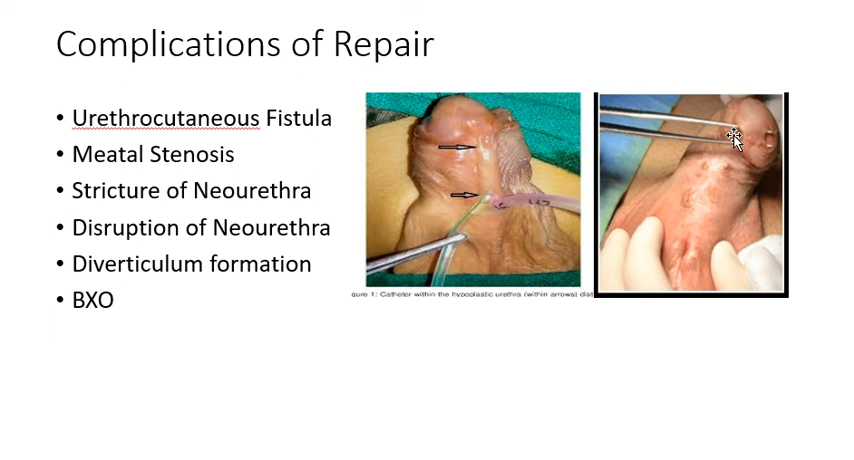 Complications of Repair
• Urethrocutaneous Fistula
• Meatal Stenosis
• Stricture of Neourethra
• Disruption of Neourethra
• Diverticulum formation
• BXO
gure 1: Catheter within the hypoplastic urethra (within arrows) dist